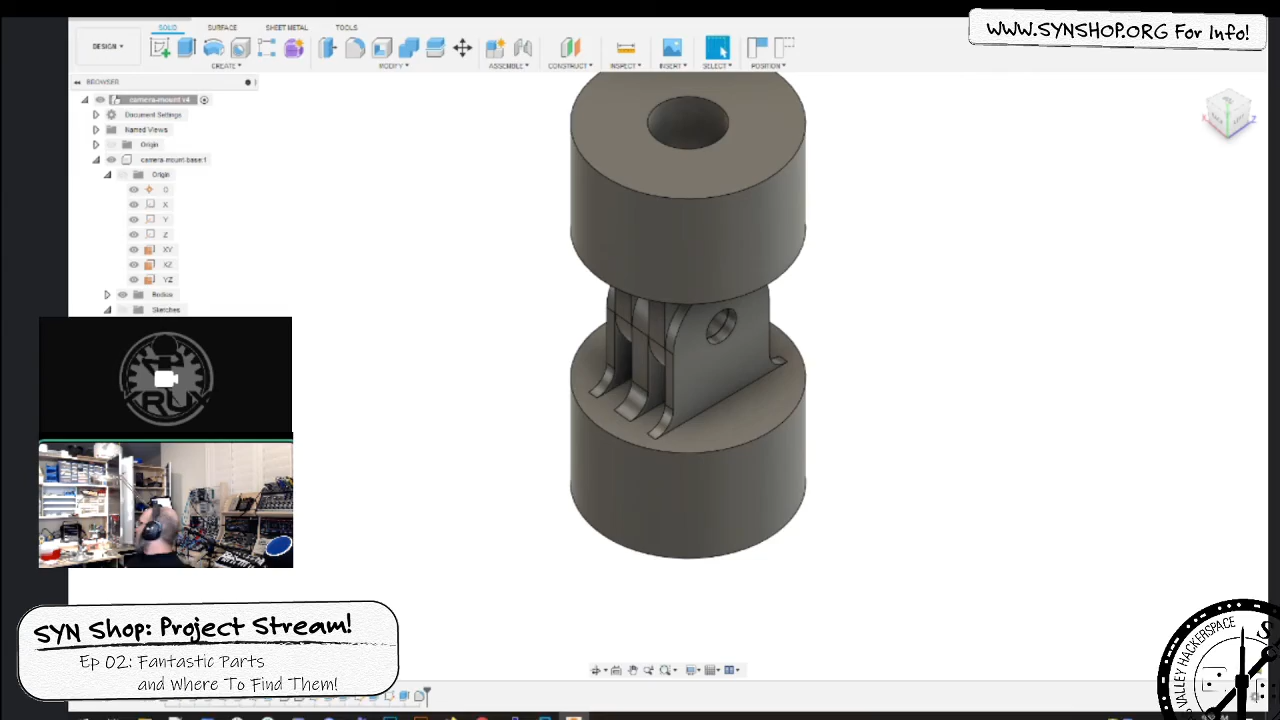 SOLID SURFACE SHEET METAL TOOLS
WWW.SYNSHOP.ORG For Info!
DESIGN
CREATE MODIFY ASSEMBLE CONSTRUCT INSPECT INSERT SELECT POSITION
BROWSER
camera-mount v4
Document Settings
Named Views
Origin
camera-mount-base:1
Origin
O
X
Y
Z
XY
XZ
YZ
Bodies
Sketches
LEFT
Z
SYN Shop: Project Stream!
Ep 02: Fantastic Parts
and Where To Find Them!
VALLEY HACKERSPACE